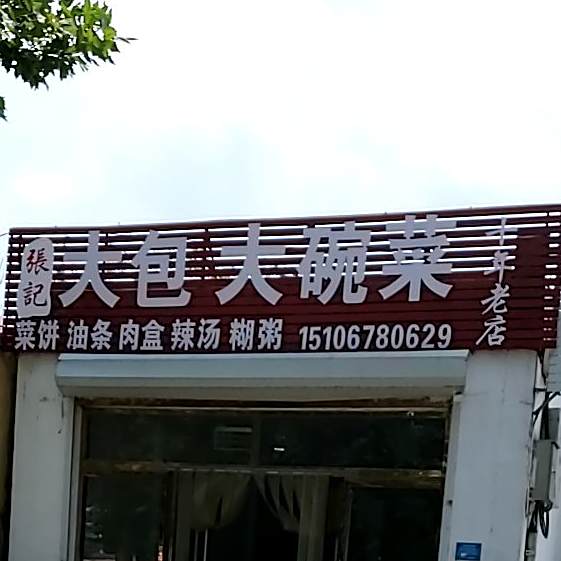 張記
大包 大碗菜
十年老店
菜饼 油条 肉盒 辣汤 糊粥 15106780629